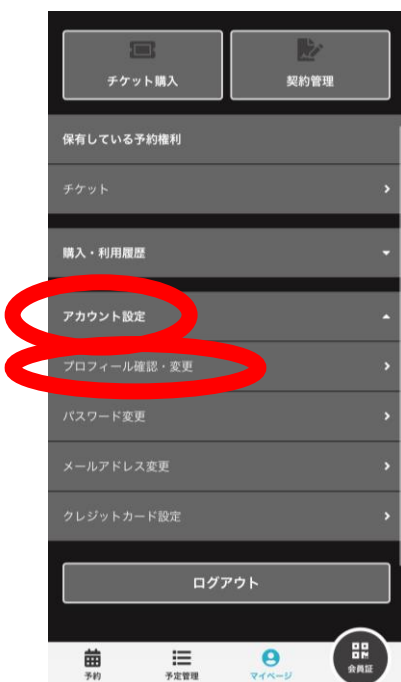 チケット購入
契約管理
保有している予約権利
チケット
購入・利用履歴
アカウント設定
プロフィール確認・変更
パスワード変更
メールアドレス変更
クレジットカード設定
ログアウト
予約
予定管理
マイページ
会員証